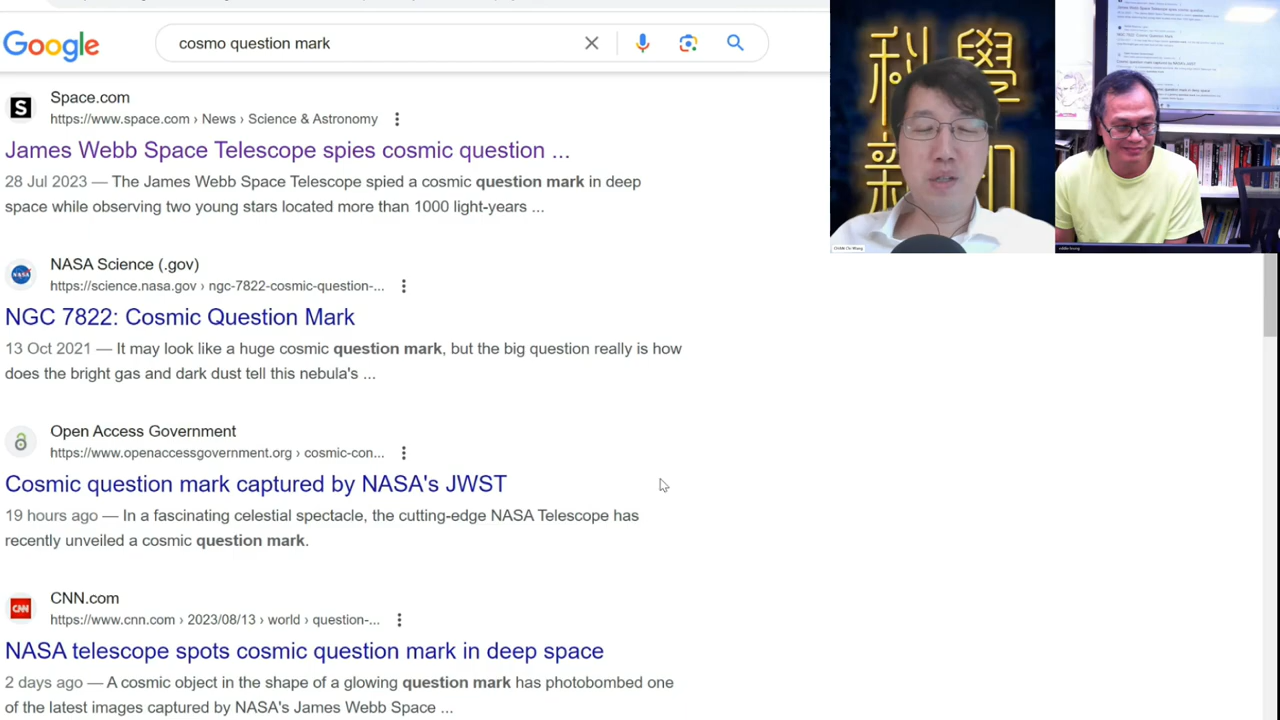 Google
cosmo question mark
S
Space.com
https://www.space.com › News › Science & Astronomy
James Webb Space Telescope spies cosmic question ...
28 Jul 2023 — The James Webb Space Telescope spied a cosmic question mark in deep
space while observing two young stars located more than 1000 light-years ...
NASA
NASA Science (.gov)
https://science.nasa.gov › ngc-7822-cosmic-question-...
NGC 7822: Cosmic Question Mark
13 Oct 2021 — It may look like a huge cosmic question mark, but the big question really is how
does the bright gas and dark dust tell this nebula's ...
Open Access Government
https://www.openaccessgovernment.org › cosmic-con...
Cosmic question mark captured by NASA's JWST
19 hours ago — In a fascinating celestial spectacle, the cutting-edge NASA Telescope has
recently unveiled a cosmic question mark.
CNN
CNN.com
https://www.cnn.com › 2023/08/13 › world › question-...
NASA telescope spots cosmic question mark in deep space
2 days ago — A cosmic object in the shape of a glowing question mark has photobombed one
of the latest images captured by NASA's James Webb Space ...
科學
新